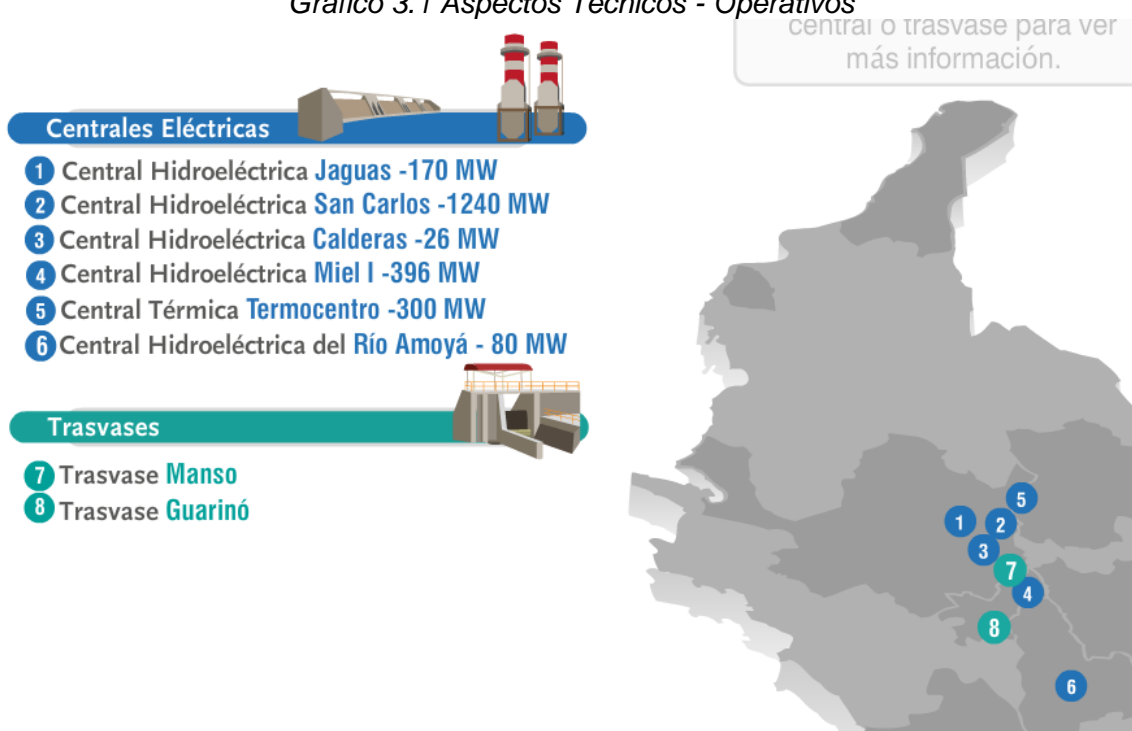 Gráfico 3.1 Aspectos Técnicos - Operativos
central o trasvase para ver
más información.
Centrales Eléctricas
1 Central Hidroeléctrica Jaguas -170 MW
2 Central Hidroeléctrica San Carlos -1240 MW
3 Central Hidroeléctrica Calderas -26 MW
4 Central Hidroeléctrica Miel I -396 MW
5 Central Térmica Termocentro -300 MW
6 Central Hidroeléctrica del Río Amoyá - 80 MW
Trasvases
7 Trasvase Manso
8 Trasvase Guarinó
5
1
2
3
7
4
8
6